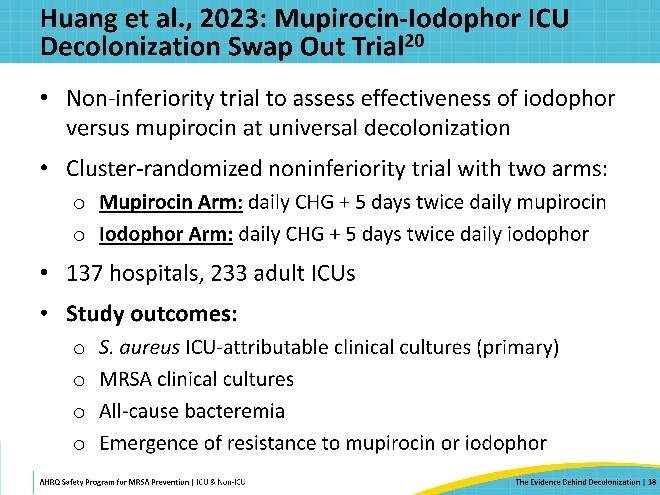 Huang et al., 2023: Mupirocin-Iodophor ICU
Decolonization Swap Out Trial20
• Non-inferiority trial to assess effectiveness of iodophor
versus mupirocin at universal decolonization
• Cluster-randomized noninferiority trial with two arms:
o Mupirocin Arm: daily CHG + 5 days twice daily mupirocin
o Iodophor Arm: daily CHG + 5 days twice daily iodophor
• 137 hospitals, 233 adult ICUs
• Study outcomes:
o S. aureus ICU-attributable clinical cultures (primary)
o MRSA clinical cultures
o All-cause bacteremia
o Emergence of resistance to mupirocin or iodophor
AHRQ Safety Program for MRSA Prevention | ICU & Non-ICU
The Evidence Behind Decolonization | 38